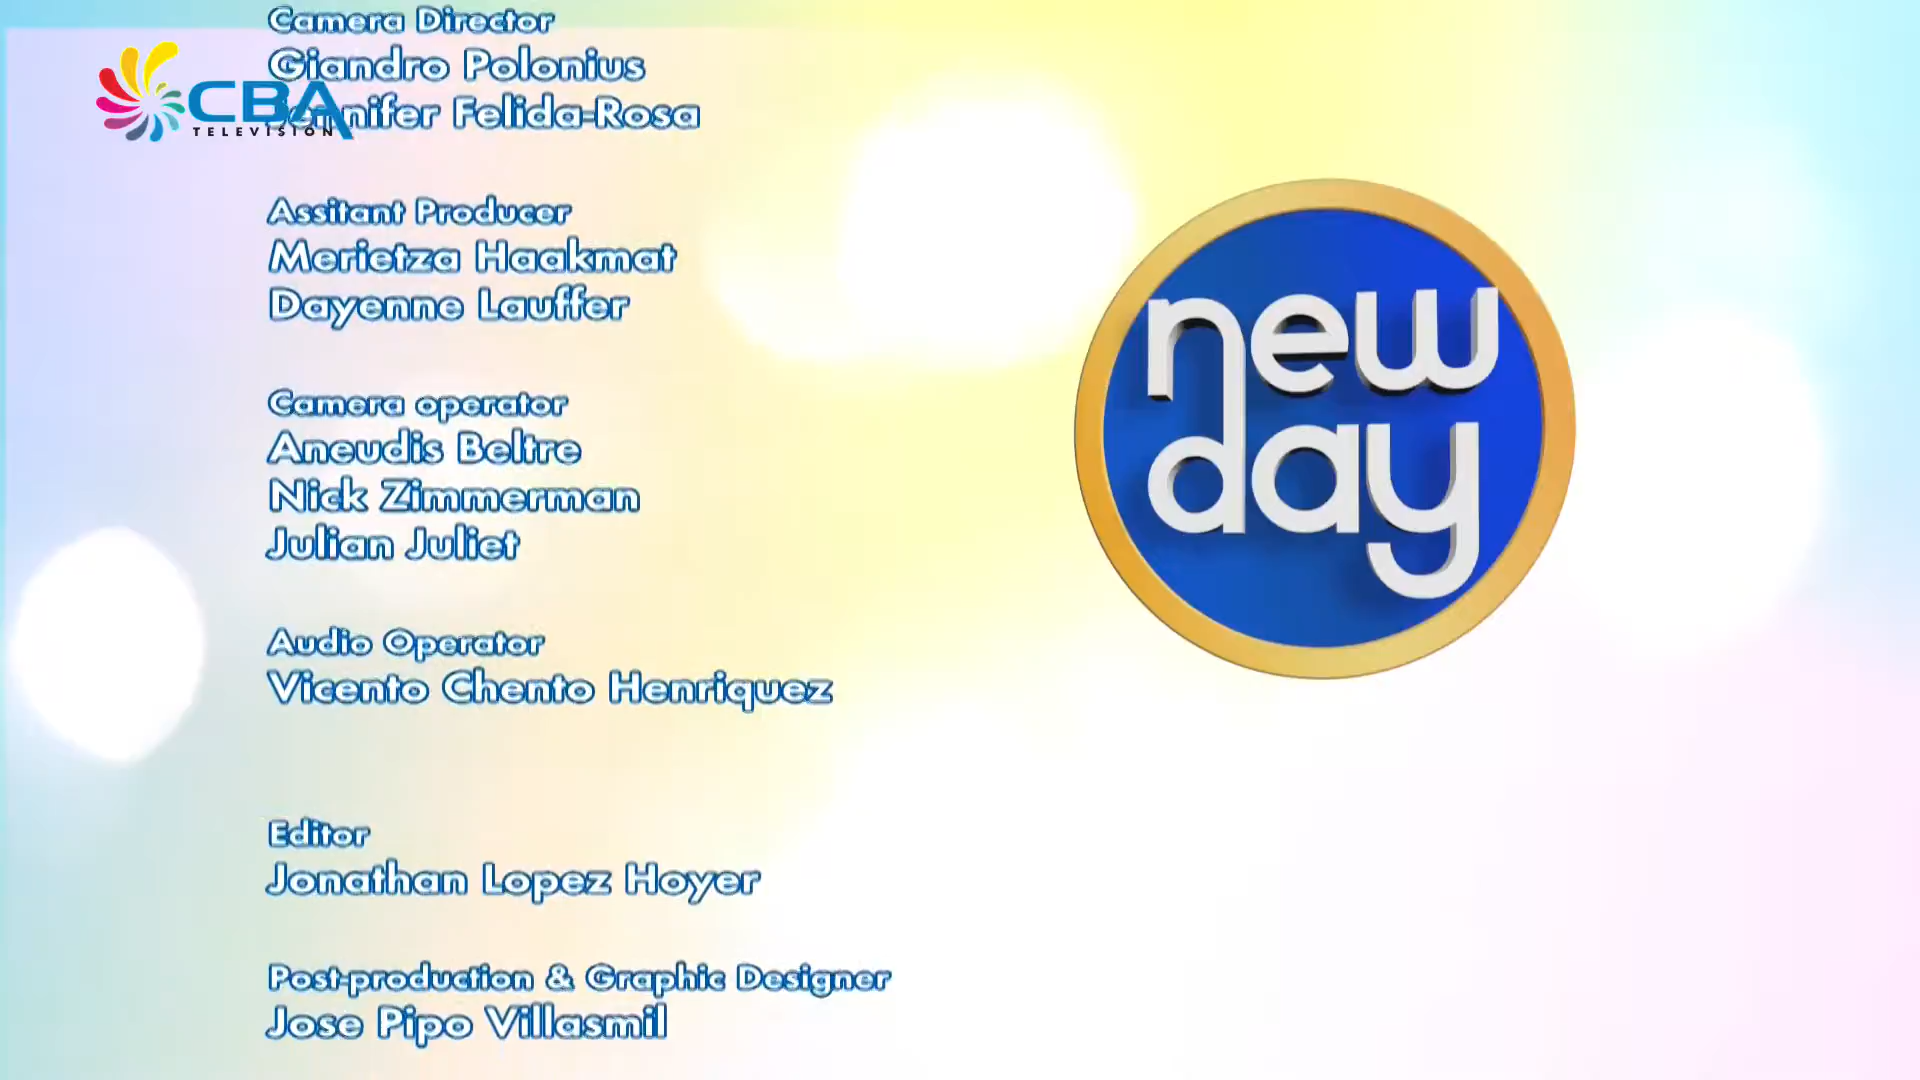 Camera Director
Giandro Polonius
CBA
TELEVISION
Jennifer Felida-Rosa
Assitant Producer
Merietza Haakmat
Dayenne Lauffer
Camera operator
Aneudis Beltre
Nick Zimmerman
Julian Juliet
Audio Operator
Vicento Chento Henriquez
Editor
Jonathan Lopez Hoyer
Post-production & Graphic Designer
Jose Pipo Villasmil
new
day